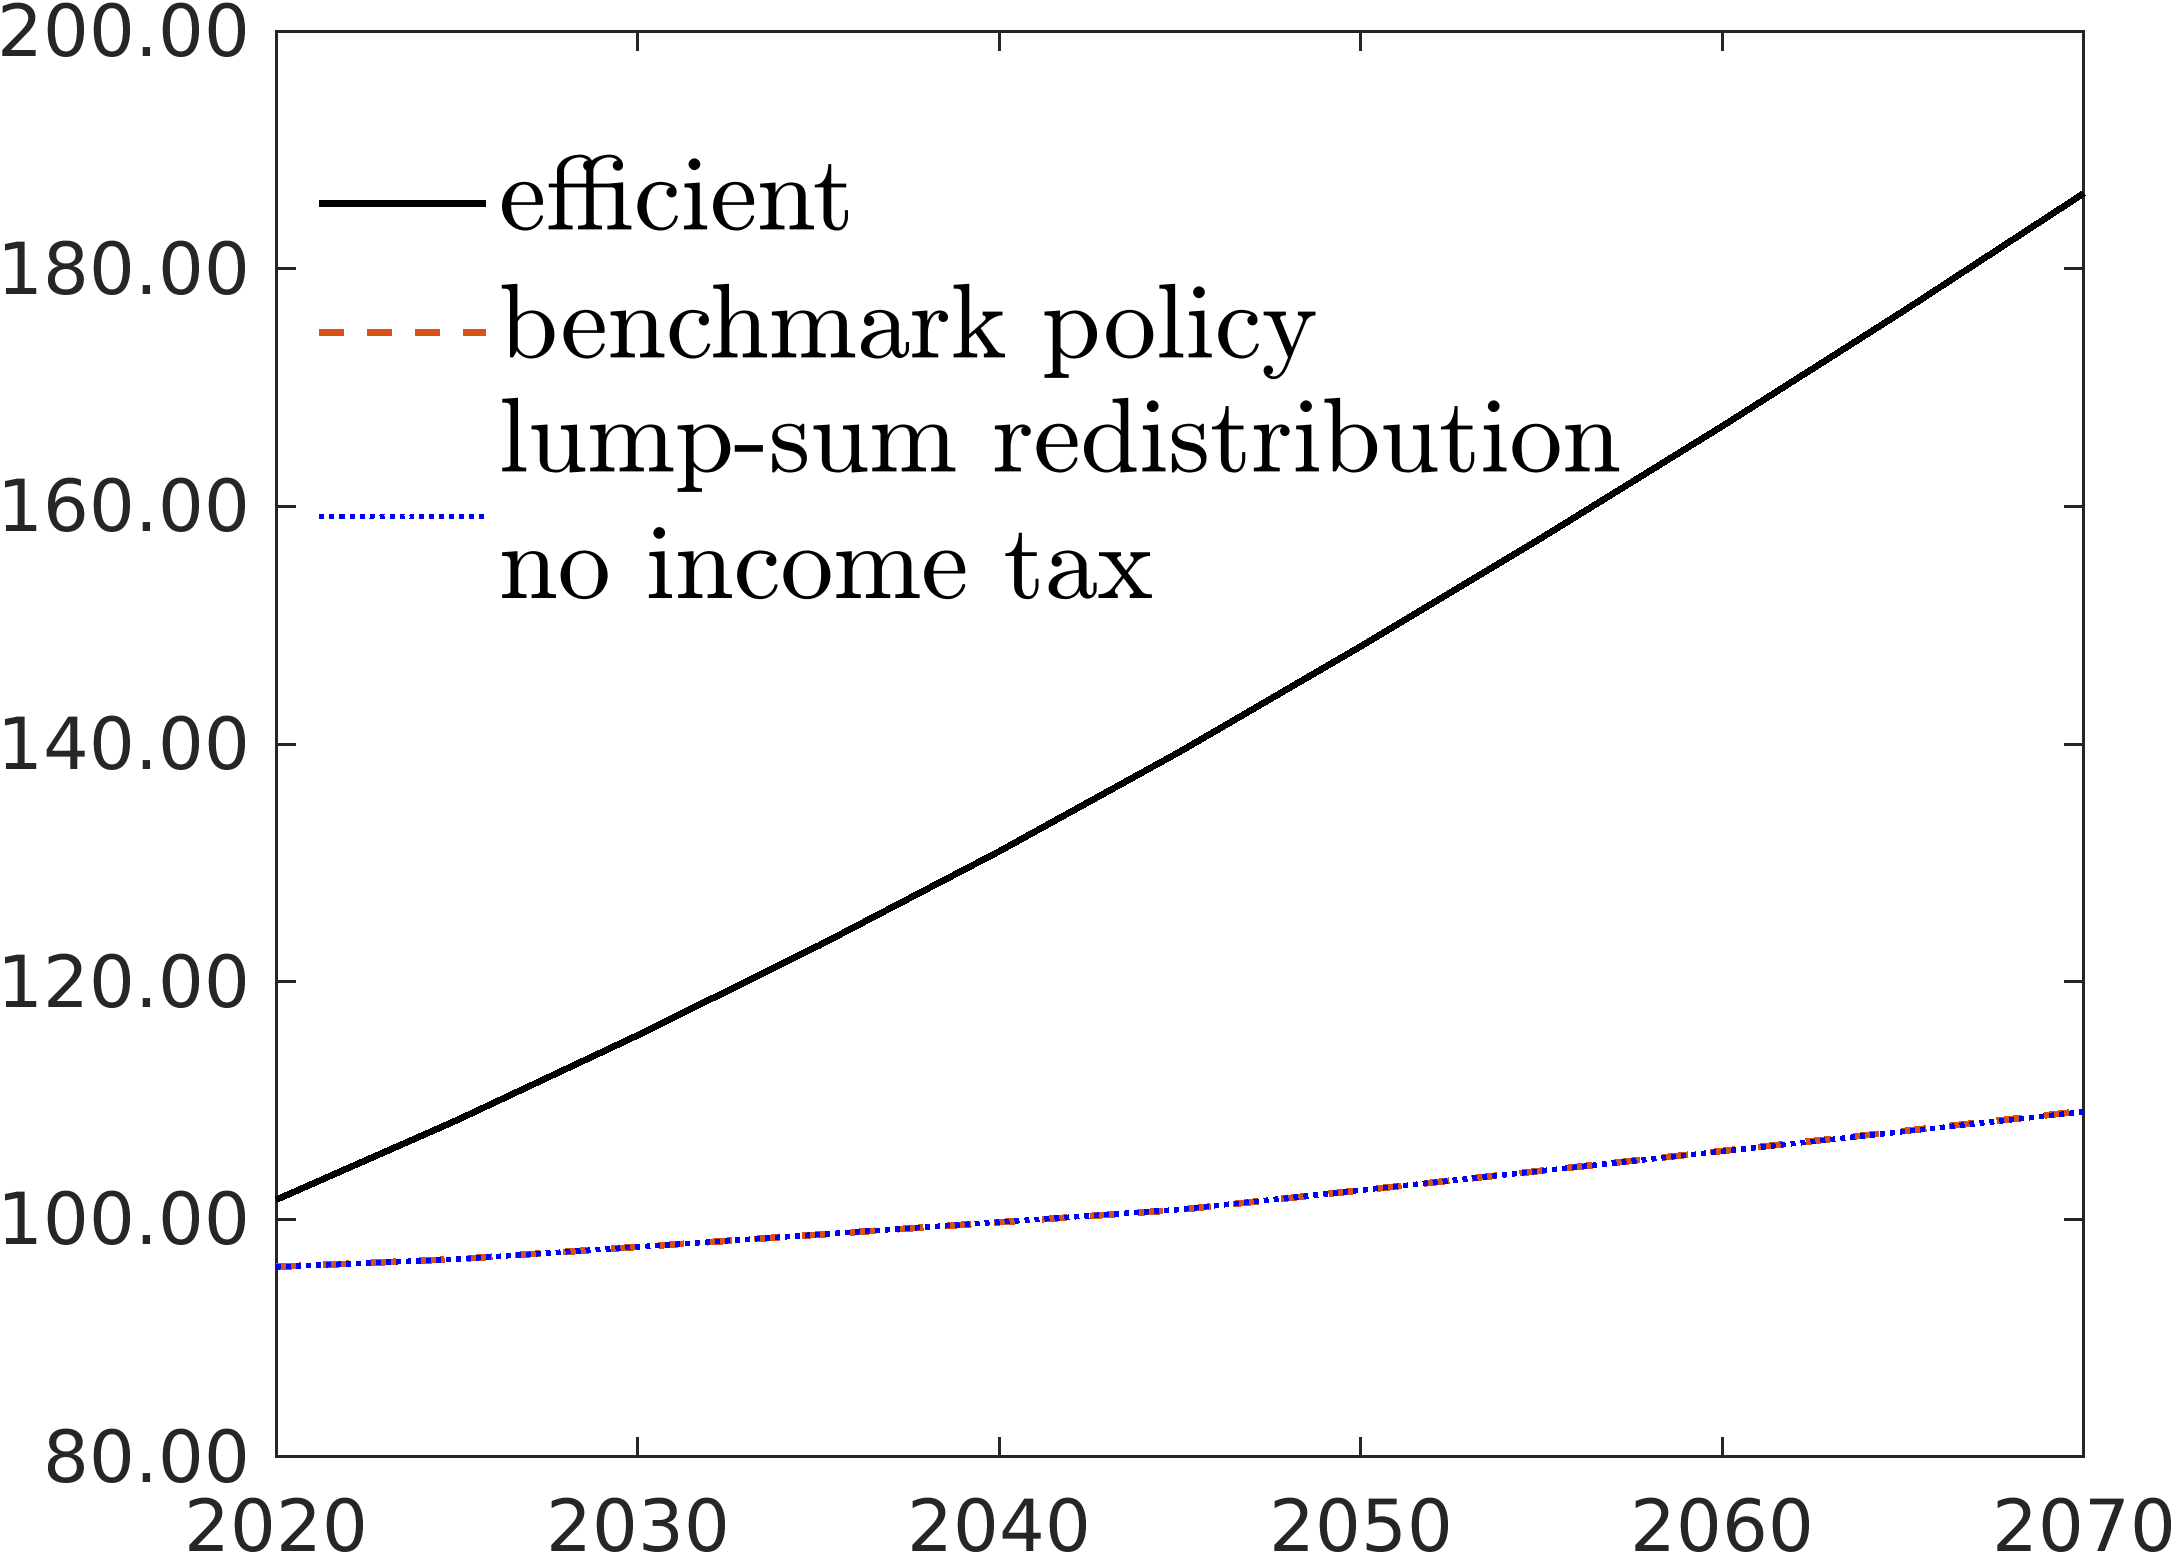 200.00
efficient
180.00
benchmark policy
lump-sum redistribution
160.00
no income tax
140.00
120.00
100.00
80.00
2020 2030 2040 2050 2060 2070